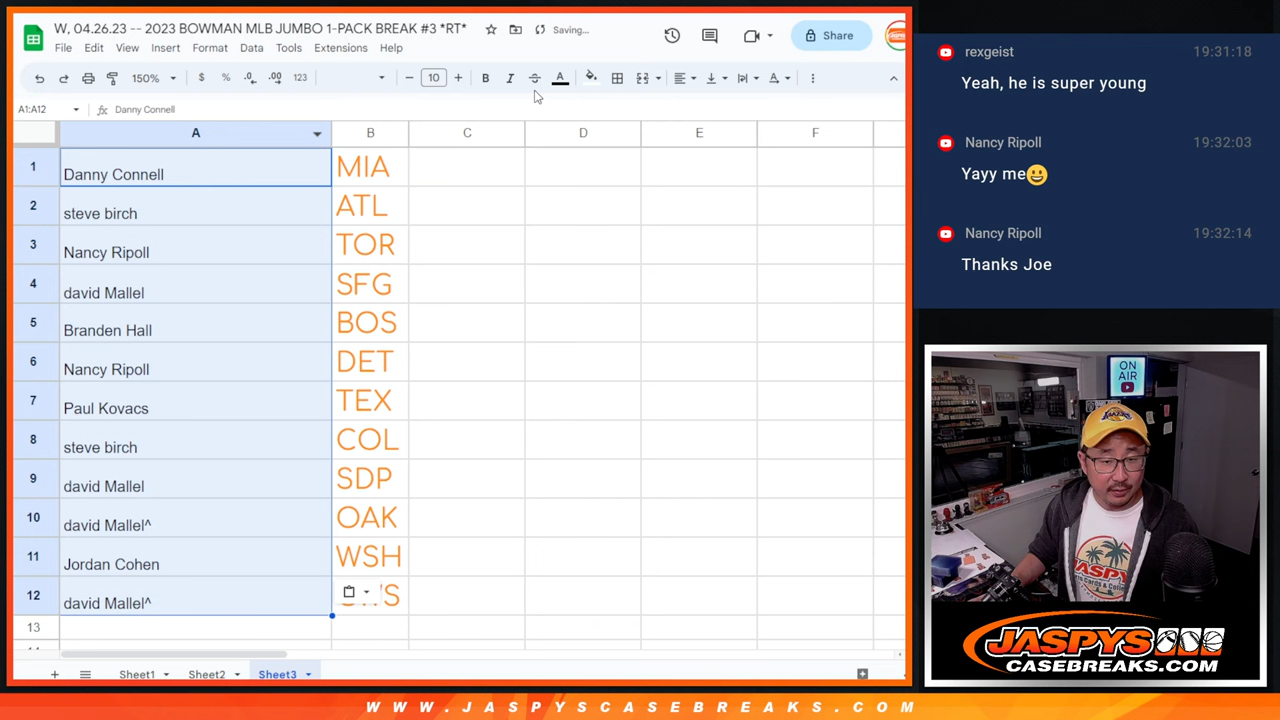 W, 04.26.23 -- 2023 BOWMAN MLB JUMBO 1-PACK BREAK #3 *RT*
Saving...
File Edit View Insert Format Data Tools Extensions Help
Share
150% $ % .0 .00 123 10 B I A
A1:A12 fx Danny Connell
A B C D E F
1 Danny Connell MIA
2 steve birch ATL
3 Nancy Ripoll TOR
4 david Mallel SFG
5 Branden Hall BOS
6 Nancy Ripoll DET
7 Paul Kovacs TEX
8 steve birch COL
9 david Mallel SDP
10 david Mallel^ OAK
11 Jordan Cohen WSH
12 david Mallel^
13
Sheet1 Sheet2 Sheet3
rexgeist 19:31:18
Yeah, he is super young
Nancy Ripoll 19:32:03
Yayy me😀
Nancy Ripoll 19:32:14
Thanks Joe
ON
AIR
JASPYS
JASPYS
CASEBREAKS.COM
WWW.JASPYSCASEBREAKS.COM